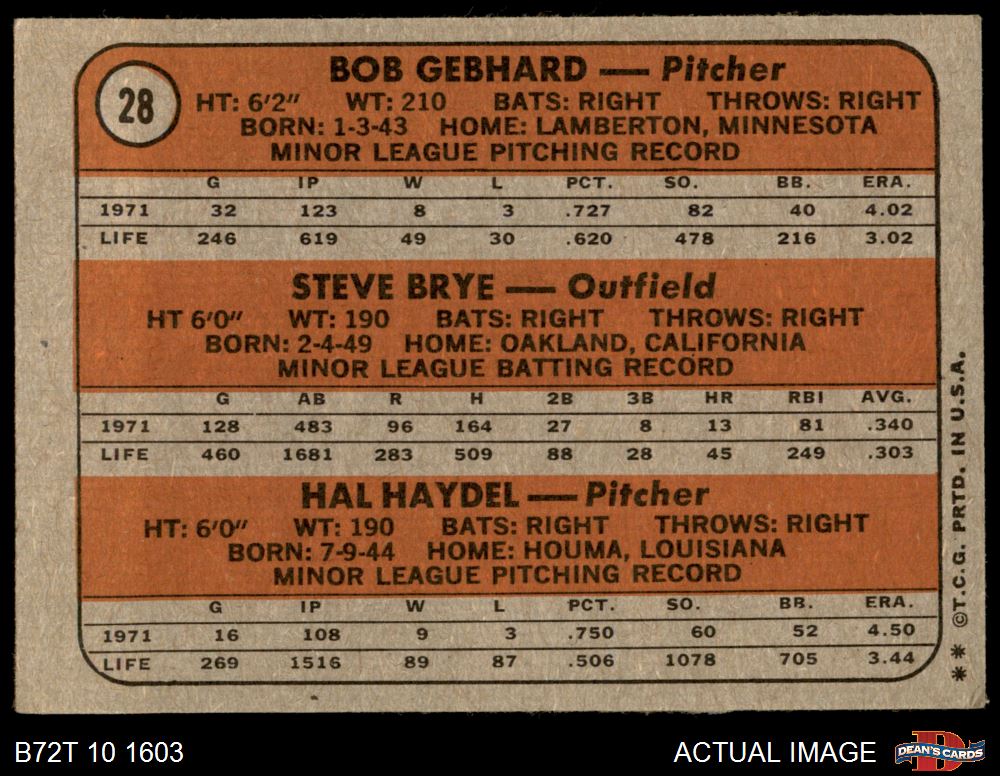 28
BOB GEBHARD — Pitcher
HT: 6'2" WT: 210 BATS: RIGHT THROWS: RIGHT
BORN: 1-3-43 HOME: LAMBERTON, MINNESOTA
MINOR LEAGUE PITCHING RECORD
G IP W L PCT. SO. BB. ERA.
1971 32 123 8 3 .727 82 40 4.02
LIFE 246 619 49 30 .620 478 216 3.02
STEVE BRYE — Outfield
HT 6'0" WT: 190 BATS: RIGHT THROWS: RIGHT
BORN: 2-4-49 HOME: OAKLAND, CALIFORNIA
MINOR LEAGUE BATTING RECORD
G AB R H 2B 3B HR RBI AVG.
1971 128 483 96 164 27 8 13 81 .340
LIFE 460 1681 283 509 88 28 45 249 .303
HAL HAYDEL — Pitcher
HT: 6'0" WT: 190 BATS: RIGHT THROWS: RIGHT
BORN: 7-9-44 HOME: HOUMA, LOUISIANA
MINOR LEAGUE PITCHING RECORD
G IP W L PCT. SO. BB. ERA.
1971 16 108 9 3 .750 60 52 4.50
LIFE 269 1516 89 87 .506 1078 705 3.44
** ©T.C.G. PRTD. IN U.S.A.
B72T 10 1603
ACTUAL IMAGE
DEAN'S CARDS